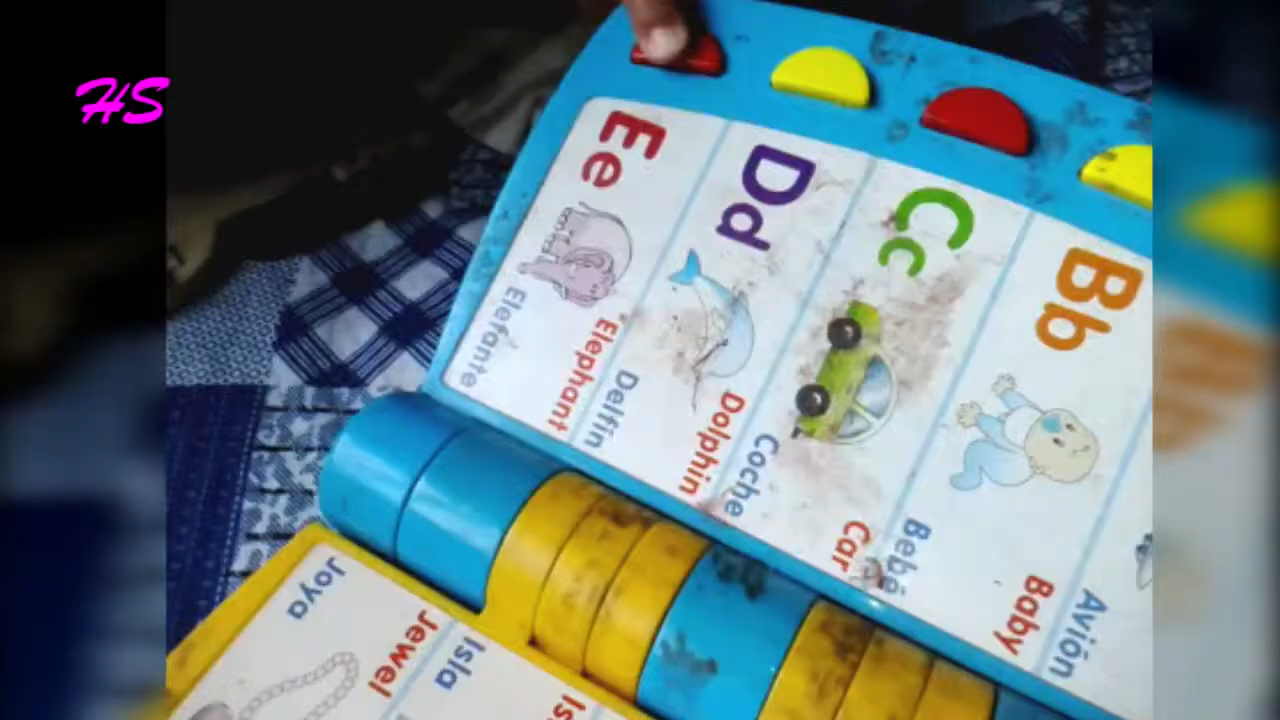 HS
Ee
Elefante
Elephant
Dd
Delfín
Dolphin
Cc
Coche
Car
Bb
Bebé
Baby
Avión
Joya
Jewel
Isla